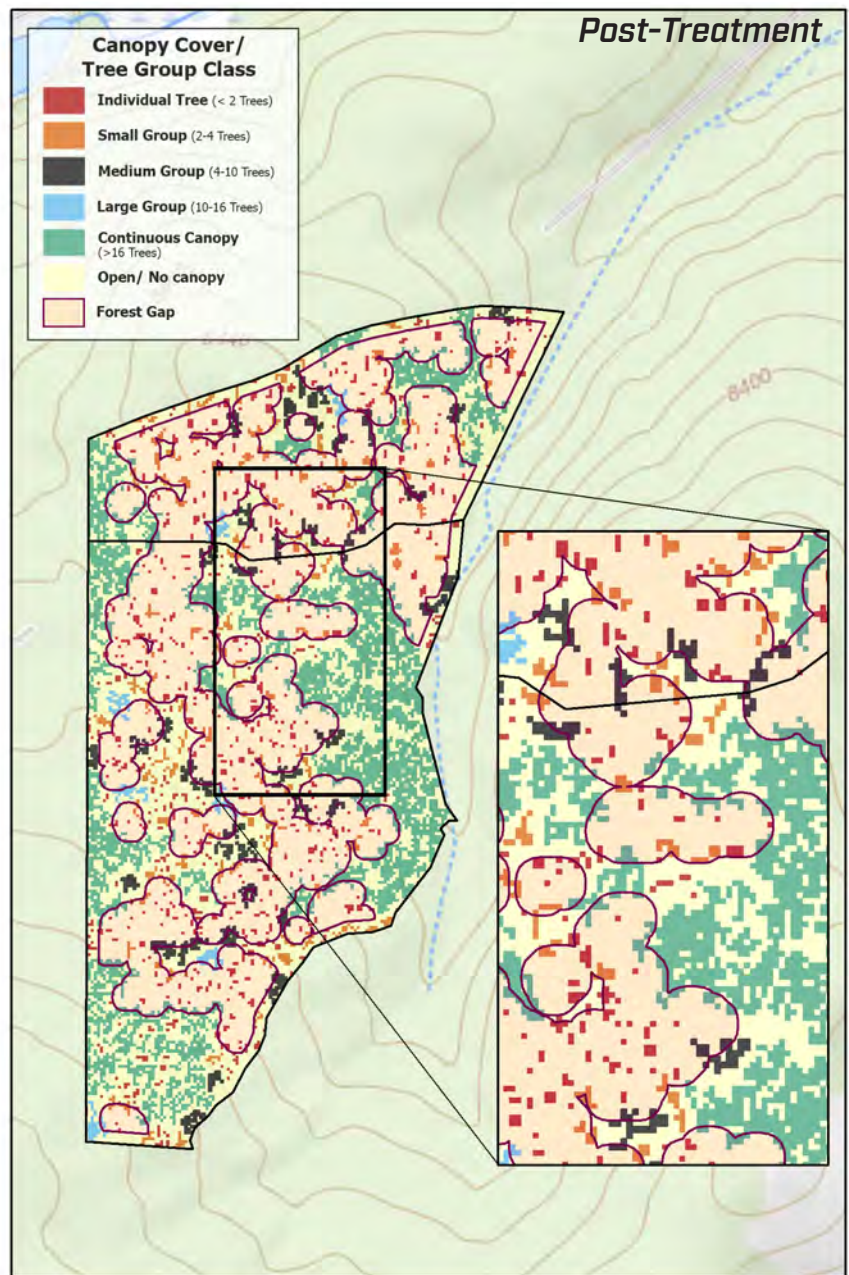 Post-Treatment
Canopy Cover/
Tree Group Class
Individual Tree (< 2 Trees)
Small Group (2-4 Trees)
Medium Group (4-10 Trees)
Large Group (10-16 Trees)
Continuous Canopy
(>16 Trees)
Open/ No canopy
Forest Gap
8400